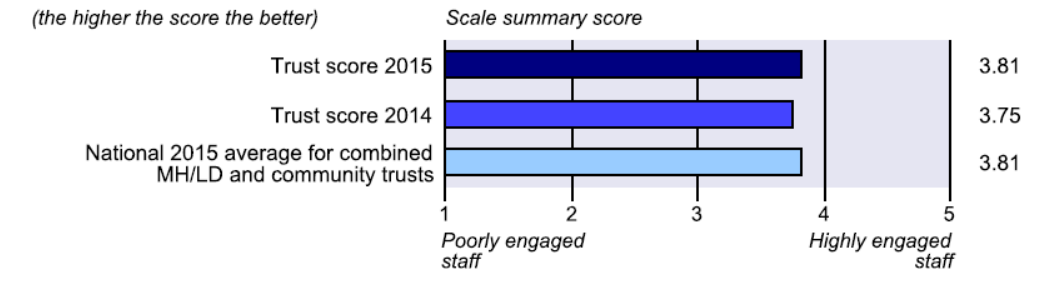 (the higher the score the better)
Scale summary score
Trust score 2015
3.81
Trust score 2014
3.75
National 2015 average for combined
MH/LD and community trusts
3.81
1 2 3 4 5
Poorly engaged
staff
Highly engaged
staff